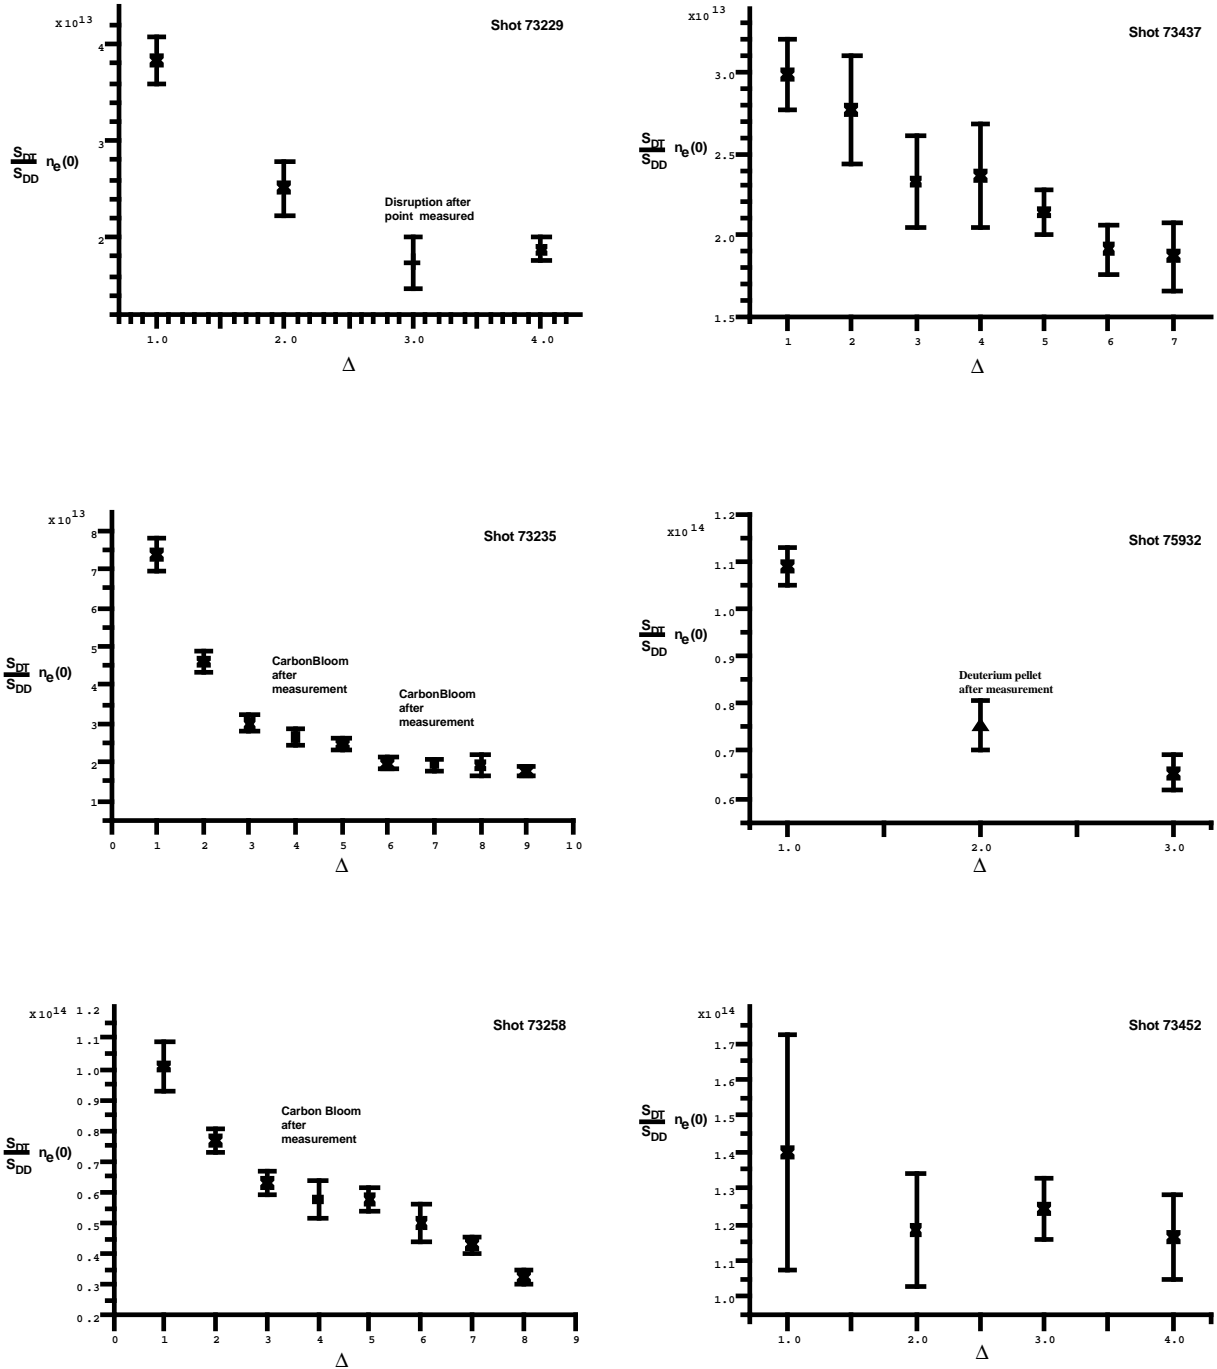 x10^13
Shot 73229
4
3
2
S_DT
S_DD
n_e(0)
Disruption after
point measured
1.0 2.0 3.0 4.0
Δ
x10^13
Shot 73437
3.0
2.5
2.0
1.5
S_DT
S_DD
n_e(0)
1 2 3 4 5 6 7
Δ
x10^13
Shot 73235
8
7
6
5
4
3
2
1
S_DT
S_DD
n_e(0)
CarbonBloom
after
measurement
CarbonBloom
after
measurement
0 1 2 3 4 5 6 7 8 9 10
Δ
x10^14
Shot 75932
1.2
1.1
1.0
0.9
0.8
0.7
0.6
S_DT
S_DD
n_e(0)
Deuterium pellet
after measurement
1.0 2.0 3.0
Δ
x10^14
Shot 73258
1.2
1.1
1.0
0.9
0.8
0.7
0.6
0.5
0.4
0.3
0.2
S_DT
S_DD
n_e(0)
Carbon Bloom
after
measurement
0 1 2 3 4 5 6 7 8 9
Δ
x10^14
Shot 73452
1.7
1.6
1.5
1.4
1.3
1.2
1.1
1.0
S_DT
S_DD
n_e(0)
1.0 2.0 3.0 4.0
Δ